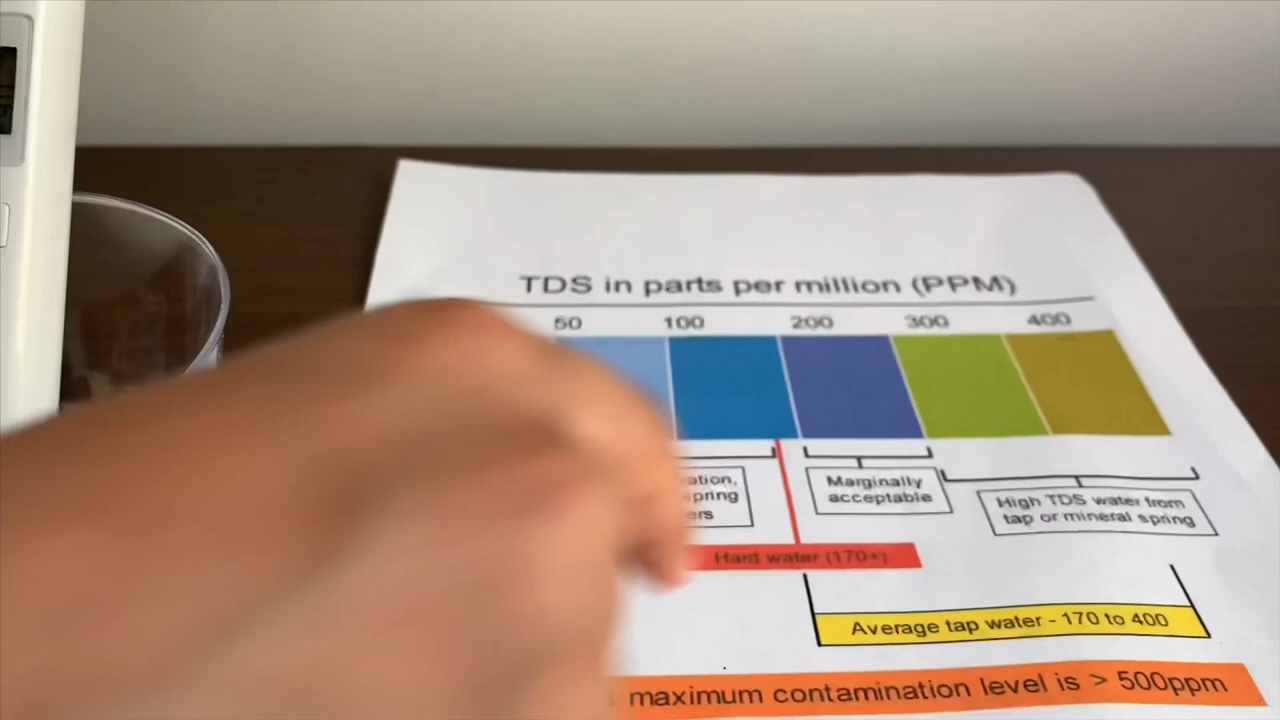 TDS in parts per million (PPM)
50 100 200 300 400
Marginally
acceptable
High TDS water from
tap or mineral spring
Hard water (170+)
Average tap water - 170 to 400
maximum contamination level is > 500ppm